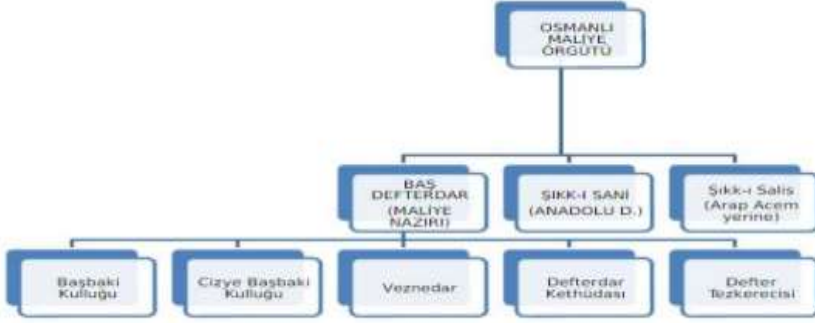 OSMANLI
MALİYE
ÖRGÜTÜ
BAŞ
DEFTERDAR
(MALİYE
NAZIRI)
ŞIKK-I SANİ
(ANADOLU D.)
Şıkk-ı Salis
(Arap Acem
yerine)
Başbaki
Kulluğu
Cizye Başbaki
Kulluğu
Veznedar
Defterdar
Kethüdası
Defter
Tezkerecisi